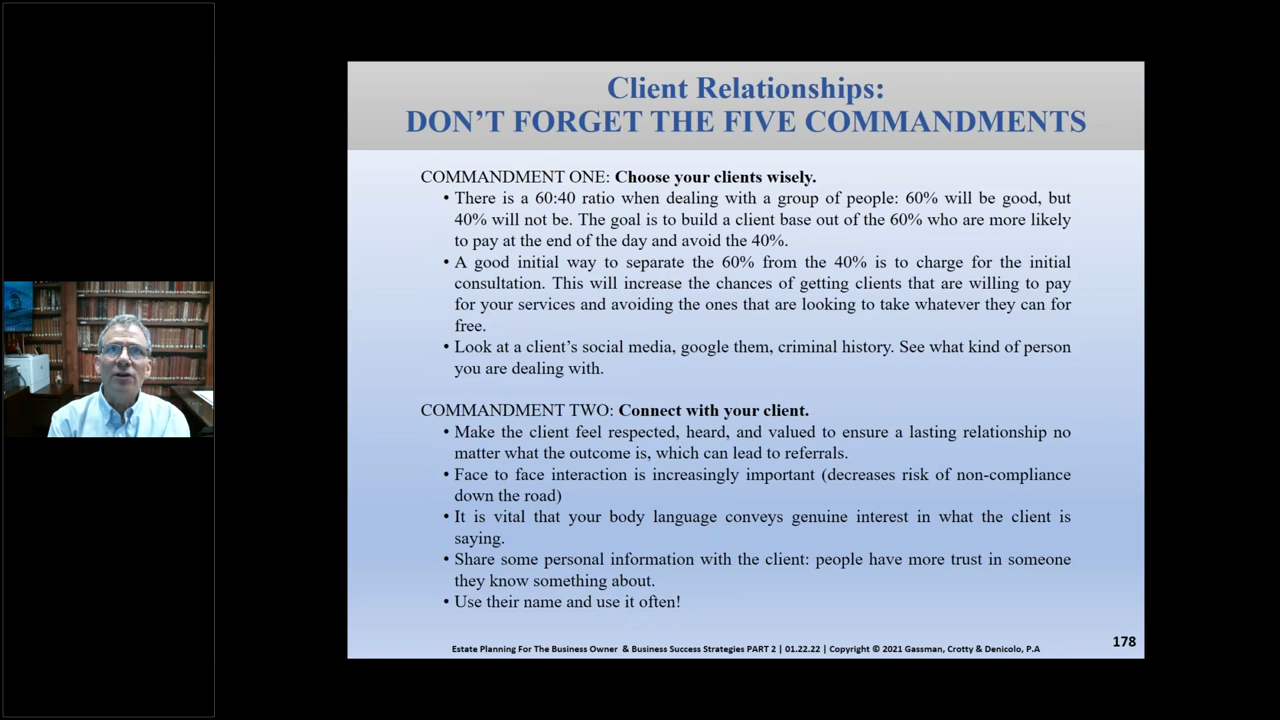 Client Relationships:
DON'T FORGET THE FIVE COMMANDMENTS
COMMANDMENT ONE: Choose your clients wisely.
• There is a 60:40 ratio when dealing with a group of people: 60% will be good, but
40% will not be. The goal is to build a client base out of the 60% who are more likely
to pay at the end of the day and avoid the 40%.
• A good initial way to separate the 60% from the 40% is to charge for the initial
consultation. This will increase the chances of getting clients that are willing to pay
for your services and avoiding the ones that are looking to take whatever they can for
free.
• Look at a client's social media, google them, criminal history. See what kind of person
you are dealing with.
COMMANDMENT TWO: Connect with your client.
• Make the client feel respected, heard, and valued to ensure a lasting relationship no
matter what the outcome is, which can lead to referrals.
• Face to face interaction is increasingly important (decreases risk of non-compliance
down the road)
• It is vital that your body language conveys genuine interest in what the client is
saying.
• Share some personal information with the client: people have more trust in someone
they know something about.
• Use their name and use it often!
178
Estate Planning For The Business Owner & Business Success Strategies PART 2 | 01.22.22 | Copyright © 2021 Gassman, Crotty & Denicolo, P.A